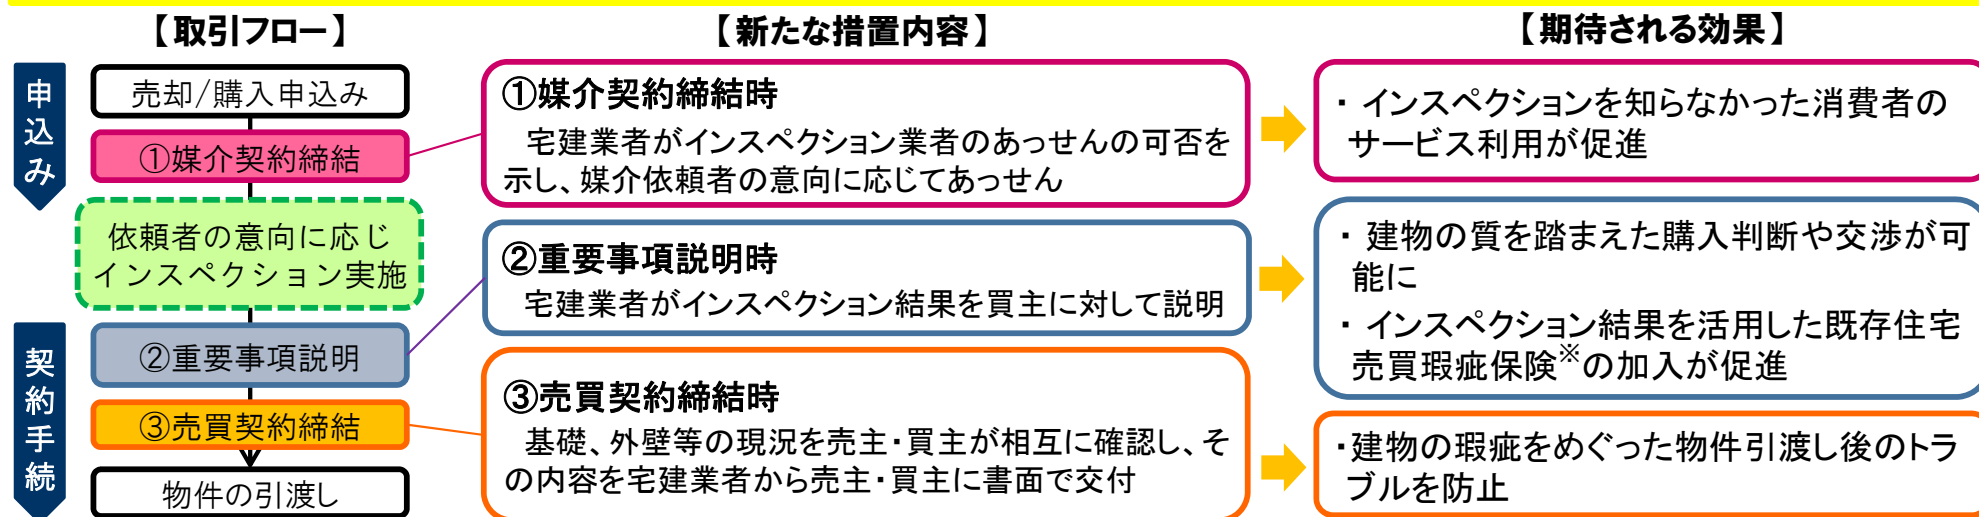 【取引フロー】
【新たな措置内容】
【期待される効果】
申込み
売却/購入申込み
①媒介契約締結
依頼者の意向に応じ
インスペクション実施
契約手続
②重要事項説明
③売買契約締結
物件の引渡し
①媒介契約締結時
宅建業者がインスペクション業者のあっせんの可否を
示し、媒介依頼者の意向に応じてあっせん
②重要事項説明時
宅建業者がインスペクション結果を買主に対して説明
③売買契約締結時
基礎、外壁等の現況を売主・買主が相互に確認し、そ
の内容を宅建業者から売主・買主に書面で交付
・インスペクションを知らなかった消費者の
サービス利用が促進
・建物の質を踏まえた購入判断や交渉が可
能に
・インスペクション結果を活用した既存住宅
売買瑕疵保険※の加入が促進
・建物の瑕疵をめぐった物件引渡し後のトラ
ブルを防止